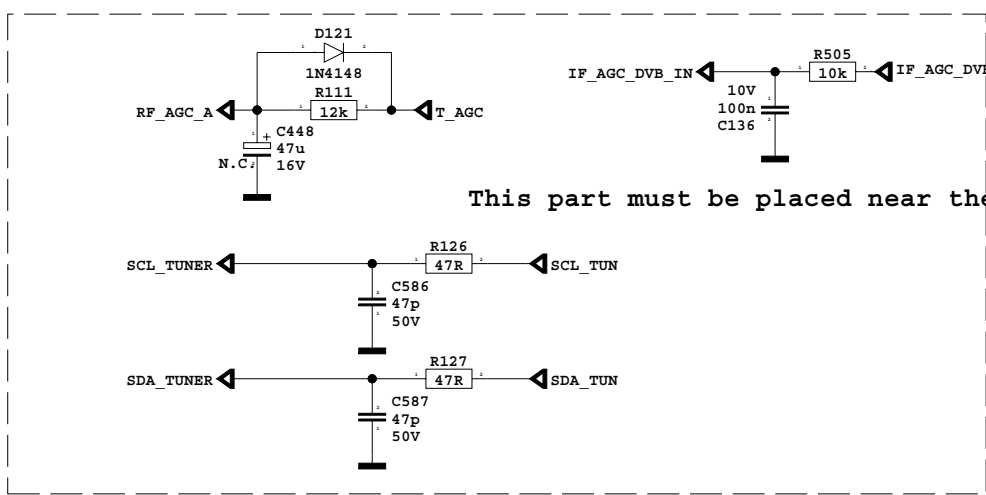 D121
1N4148
R111
12k
RF_AGC_A
T_AGC
C448
+
47u
N.C.
16V
IF_AGC_DVB_IN
R505
10k
IF_AGC_DVB
10V
100n
C136
This part must be placed near the
SCL_TUNER
R126
47R
SCL_TUN
C586
47p
50V
SDA_TUNER
R127
47R
SDA_TUN
C587
47p
50V